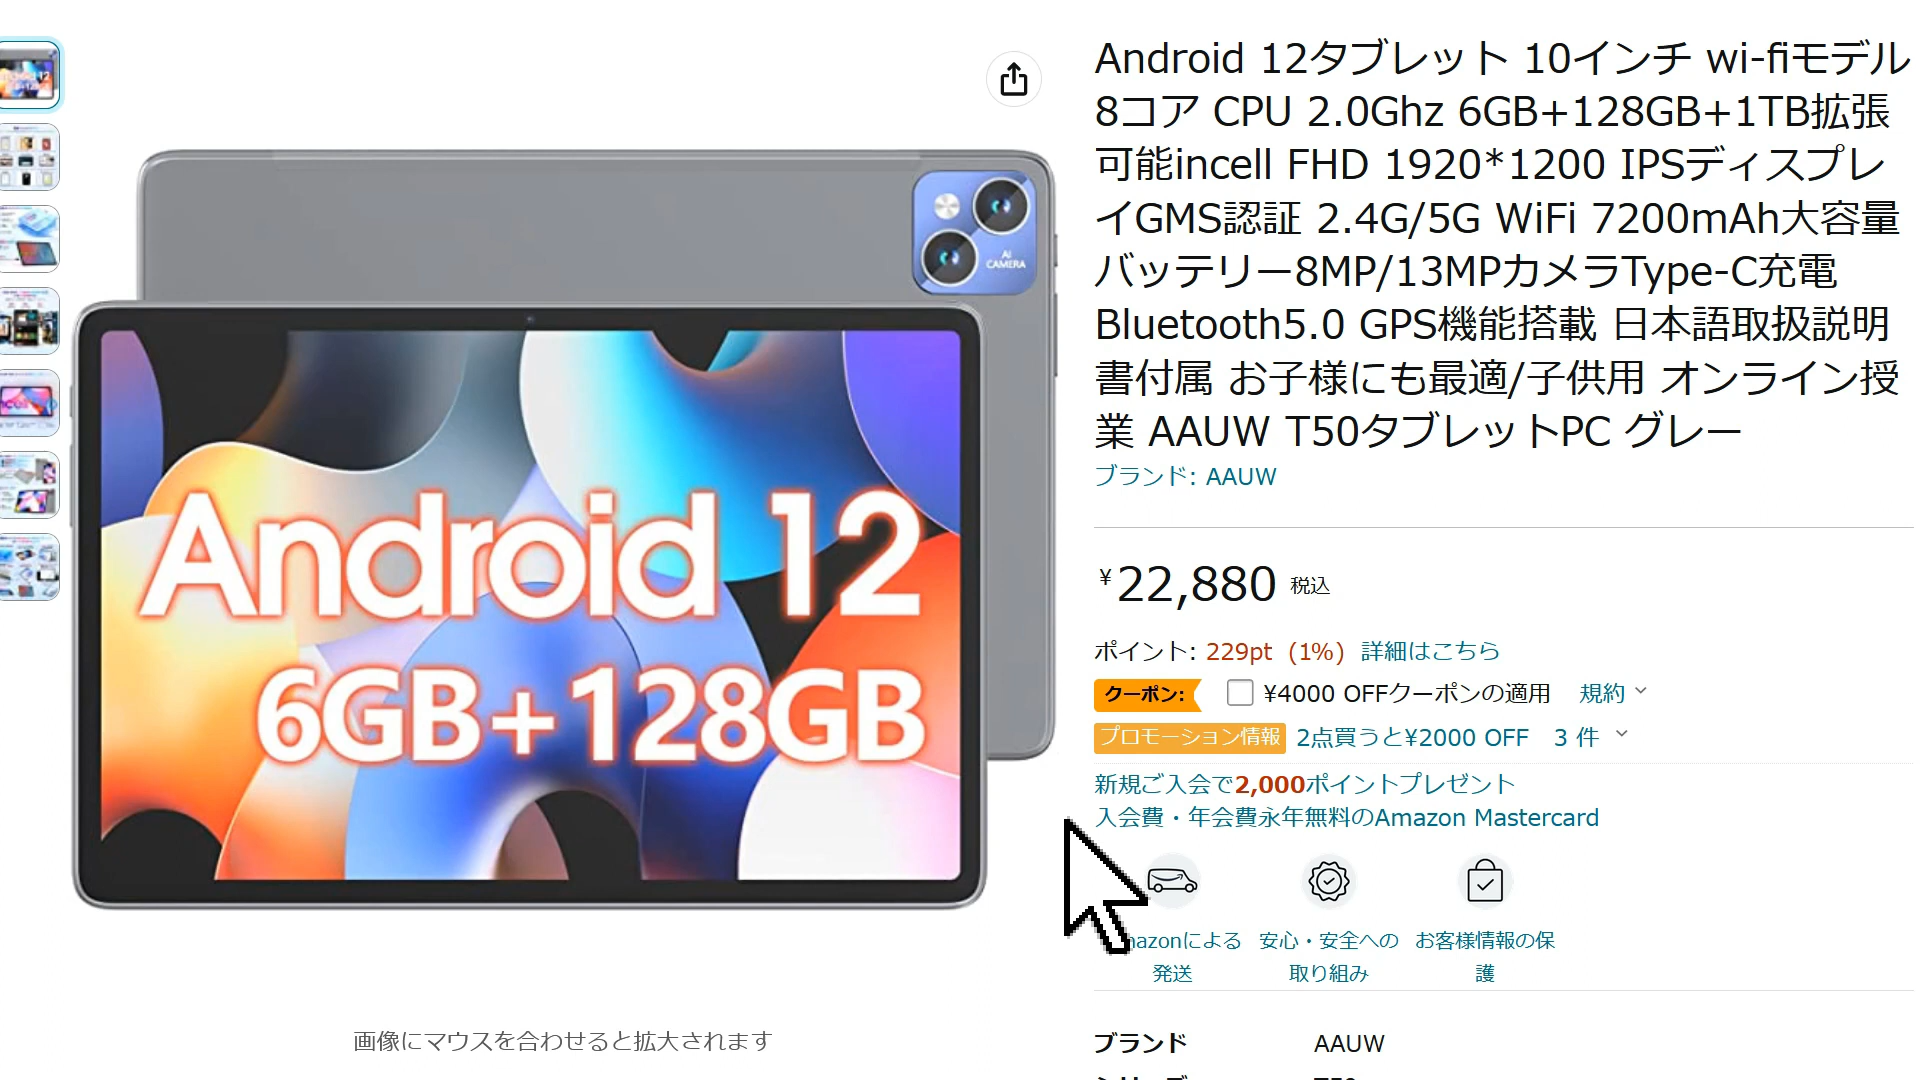 Android 12タブレット 10インチ wi-fiモデル
8コア CPU 2.0Ghz 6GB+128GB+1TB拡張
可能incell FHD 1920*1200 IPSディスプレ
イGMS認証 2.4G/5G WiFi 7200mAh大容量
バッテリー8MP/13MPカメラType-C充電
Bluetooth5.0 GPS機能搭載 日本語取扱説明
書付属 お子様にも最適/子供用 オンライン授
業 AAUW T50タブレットPC グレー
ブランド: AAUW
AI
CAMERA
Android 12
6GB+128GB
¥22,880 税込
ポイント: 229pt (1%) 詳細はこちら
クーポン: ¥4000 OFFクーポンの適用 規約
プロモーション情報 2点買うと¥2000 OFF 3 件
新規ご入会で2,000ポイントプレゼント
入会費・年会費永年無料のAmazon Mastercard
azonによる
発送
安心・安全への
取り組み
お客様情報の保
護
画像にマウスを合わせると拡大されます
ブランド AAUW